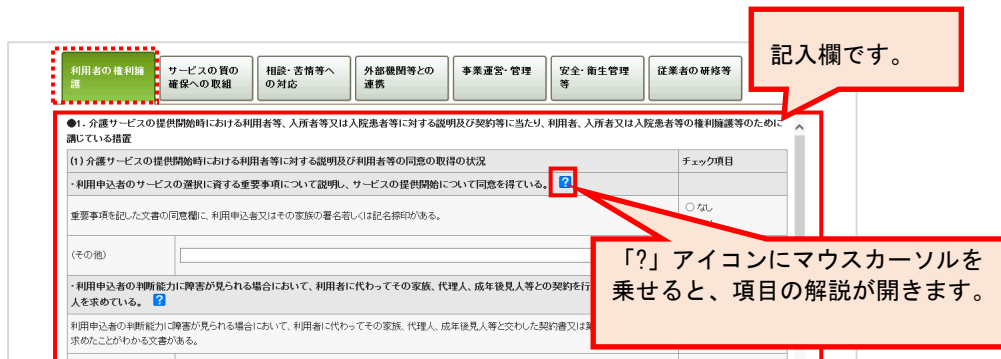 記入欄です。
利用者の権利擁
護
サービスの質の
確保への取組
相談・苦情等へ
の対応
外部機関等との
連携
事業運営・管理
安全・衛生管理
等
従業者の研修等
●1. 介護サービスの提供開始時における利用者等、入所者等又は入院患者等に対する説明及び契約等に当たり、利用者、入所者又は入院患者等の権利擁護等のために
講じている措置
(1)介護サービスの提供開始時における利用者等に対する説明及び利用者等の同意の取得の状況
チェック項目
・利用申込者のサービスの選択に資する重要事項について説明し、サービスの提供開始について同意を得ている。 ?
重要事項を記した文書の同意欄に、利用申込者又はその家族の署名若しくは記名捺印がある。
なし
(その他)
「?」アイコンにマウスカーソルを
乗せると、項目の解説が開きます。
・利用申込者の判断能力に障害が見られる場合において、利用者に代わってその家族、代理人、成年後見人等との契約を行
人を求めている。 ?
利用申込者の判断能力に障害が見られる場合において、利用者に代わってその家族、代理人、成年後見人等と交わした契約書又は
求めたことがわかる文書がある。